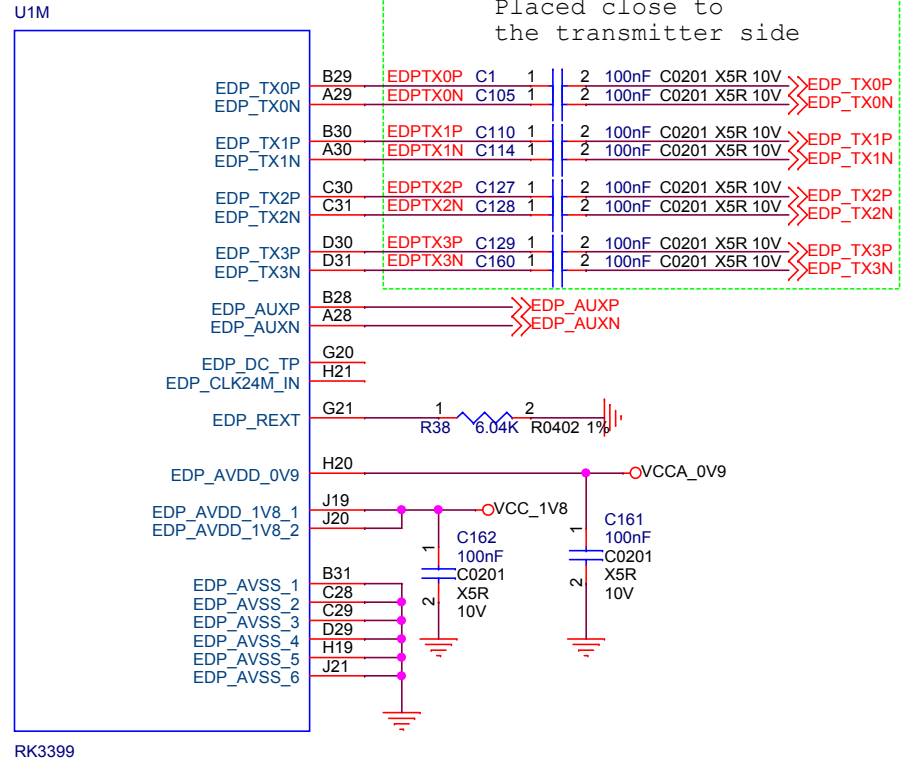 U1M
Placed close to
the transmitter side
EDP_TX0P B29 EDPTX0P C1 1 2 100nF C0201 X5R 10V EDP_TX0P
EDP_TX0N A29 EDPTX0N C105 1 2 100nF C0201 X5R 10V EDP_TX0N
EDP_TX1P B30 EDPTX1P C110 1 2 100nF C0201 X5R 10V EDP_TX1P
EDP_TX1N A30 EDPTX1N C114 1 2 100nF C0201 X5R 10V EDP_TX1N
EDP_TX2P C30 EDPTX2P C127 1 2 100nF C0201 X5R 10V EDP_TX2P
EDP_TX2N C31 EDPTX2N C128 1 2 100nF C0201 X5R 10V EDP_TX2N
EDP_TX3P D30 EDPTX3P C129 1 2 100nF C0201 X5R 10V EDP_TX3P
EDP_TX3N D31 EDPTX3N C160 1 2 100nF C0201 X5R 10V EDP_TX3N
EDP_AUXP B28 EDP_AUXP
EDP_AUXN A28 EDP_AUXN
EDP_DC_TP G20
EDP_CLK24M_IN H21
EDP_REXT G21 1 2
R38 6.04K R0402 1%
EDP_AVDD_0V9 H20 VCCA_0V9
EDP_AVDD_1V8_1 J19 VCC_1V8
EDP_AVDD_1V8_2 J20
C161
100nF
C0201
X5R
10V
1
2
C162
100nF
C0201
X5R
10V
1
2
EDP_AVSS_1 B31
EDP_AVSS_2 C28
EDP_AVSS_3 C29
EDP_AVSS_4 D29
EDP_AVSS_5 H19
EDP_AVSS_6 J21
RK3399